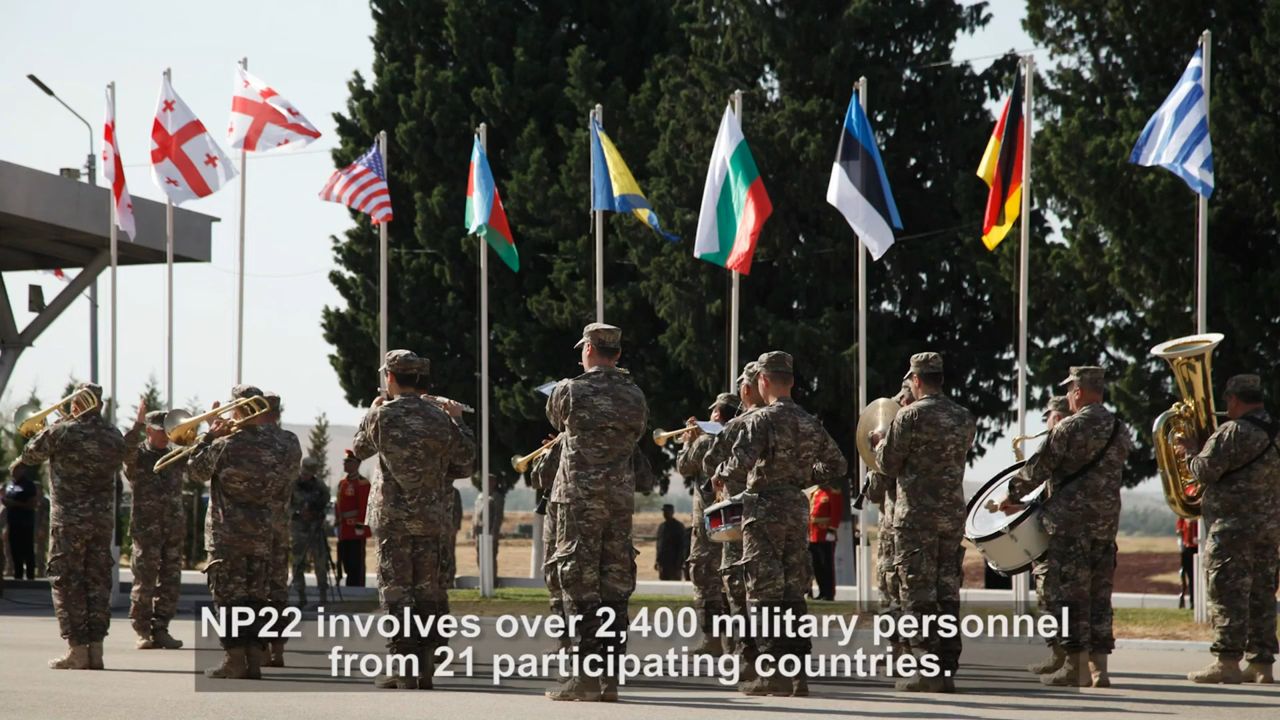 NP22 involves over 2,400 military personnel
from 21 participating countries.